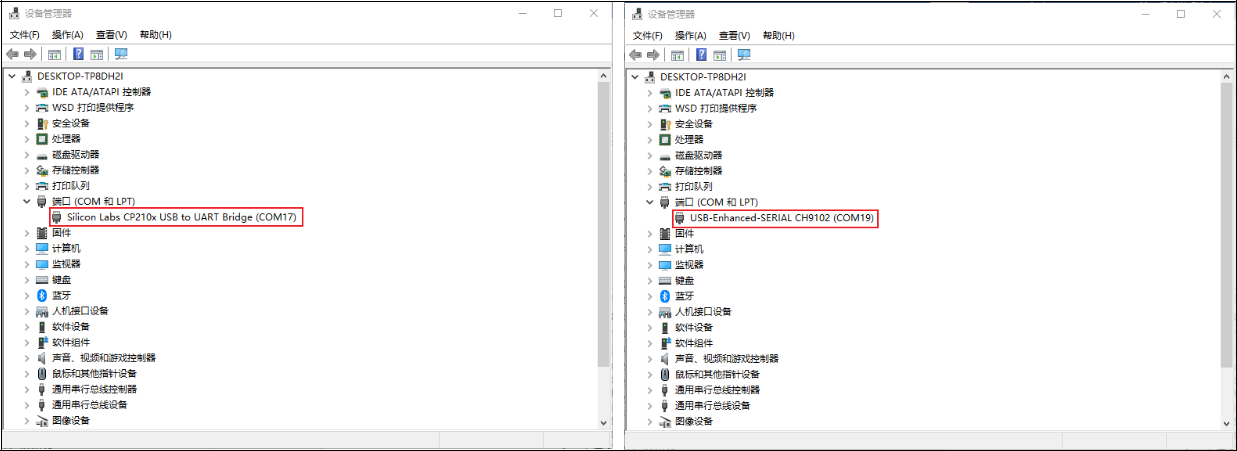 设备管理器
文件(F) 操作(A) 查看(V) 帮助(H)
DESKTOP-TP8DH2I
IDE ATA/ATAPI 控制器
WSD 打印提供程序
安全设备
处理器
磁盘驱动器
存储控制器
打印队列
端口 (COM 和 LPT)
Silicon Labs CP210x USB to UART Bridge (COM17)
固件
计算机
监视器
键盘
蓝牙
人机接口设备
软件设备
软件组件
声音、视频和游戏控制器
鼠标和其他指针设备
通用串行总线控制器
通用串行总线设备
图像设备
设备管理器
文件(F) 操作(A) 查看(V) 帮助(H)
DESKTOP-TP8DH2I
IDE ATA/ATAPI 控制器
WSD 打印提供程序
安全设备
处理器
磁盘驱动器
存储控制器
打印队列
端口 (COM 和 LPT)
USB-Enhanced-SERIAL CH9102 (COM19)
固件
计算机
监视器
键盘
蓝牙
人机接口设备
软件设备
软件组件
声音、视频和游戏控制器
鼠标和其他指针设备
通用串行总线控制器
通用串行总线设备
图像设备